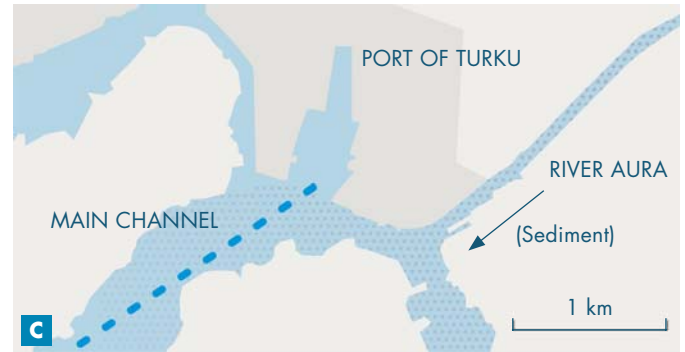 PORT OF TURKU
RIVER AURA
MAIN CHANNEL
(Sediment)
1 km
C